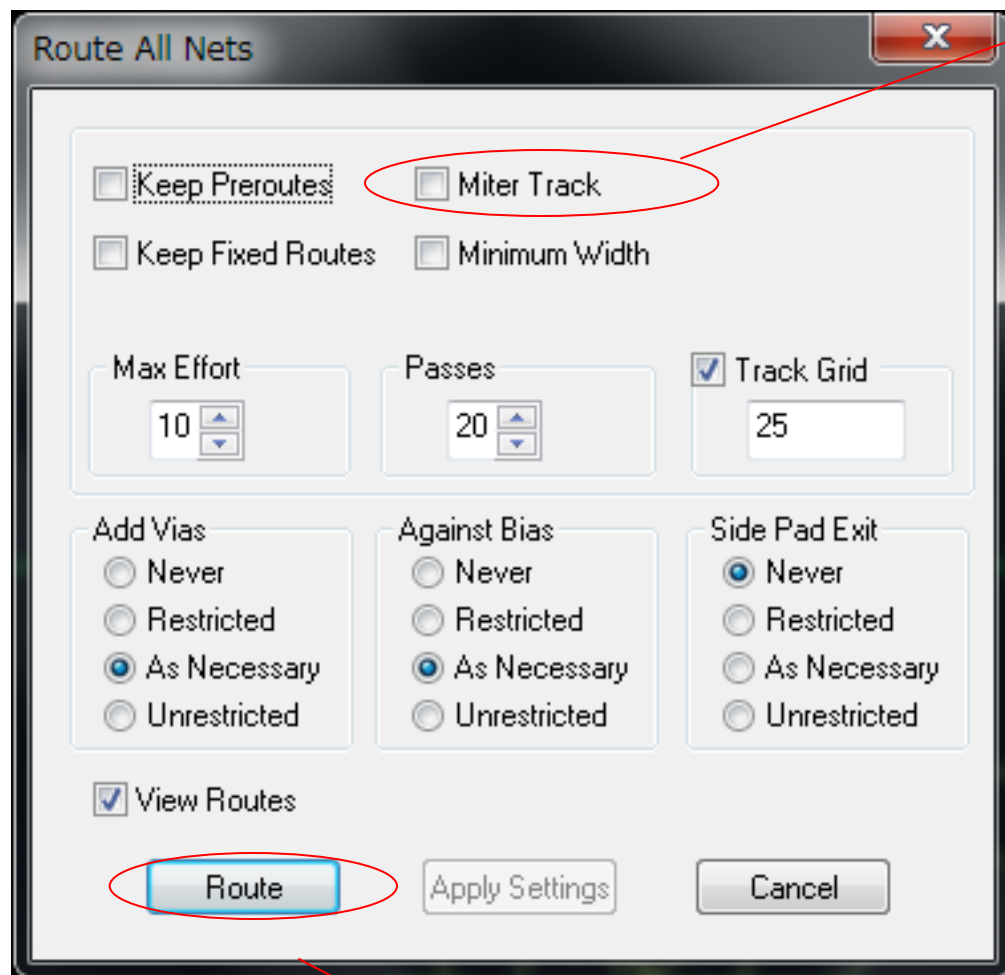 Route All Nets
Keep Preroutes Miter Track
Keep Fixed Routes Minimum Width
Max Effort Passes Track Grid
10 20 25
Add Vias Against Bias Side Pad Exit
Never Never Never
Restricted Restricted Restricted
As Necessary As Necessary As Necessary
Unrestricted Unrestricted Unrestricted
View Routes
Route Apply Settings Cancel